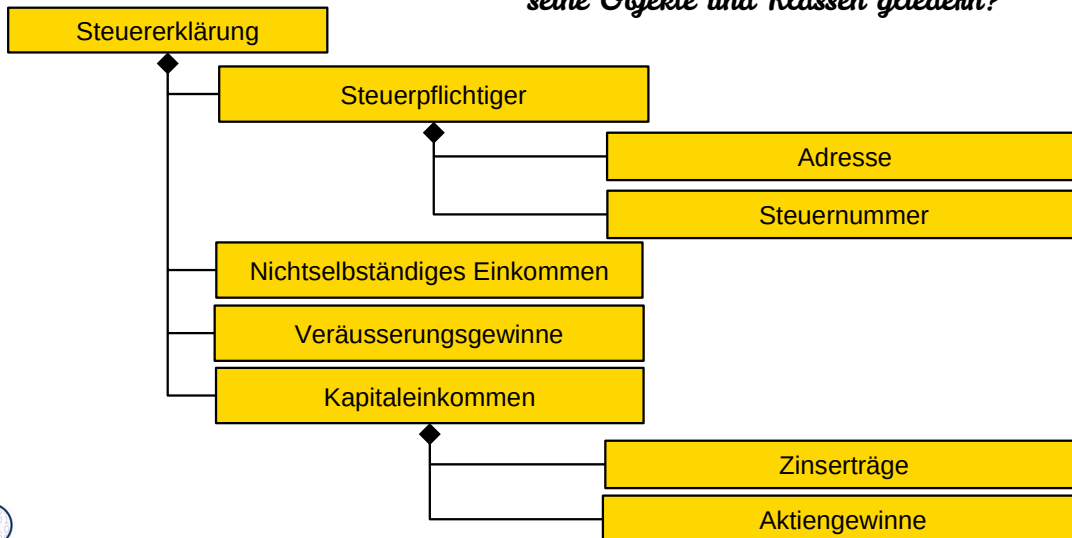 seine Objekte und Klassen gliedern?
Steuererklärung
Steuerpflichtiger
Adresse
Steuernummer
Nichtselbständiges Einkommen
Veräusserungsgewinne
Kapitaleinkommen
Zinserträge
Aktiengewinne